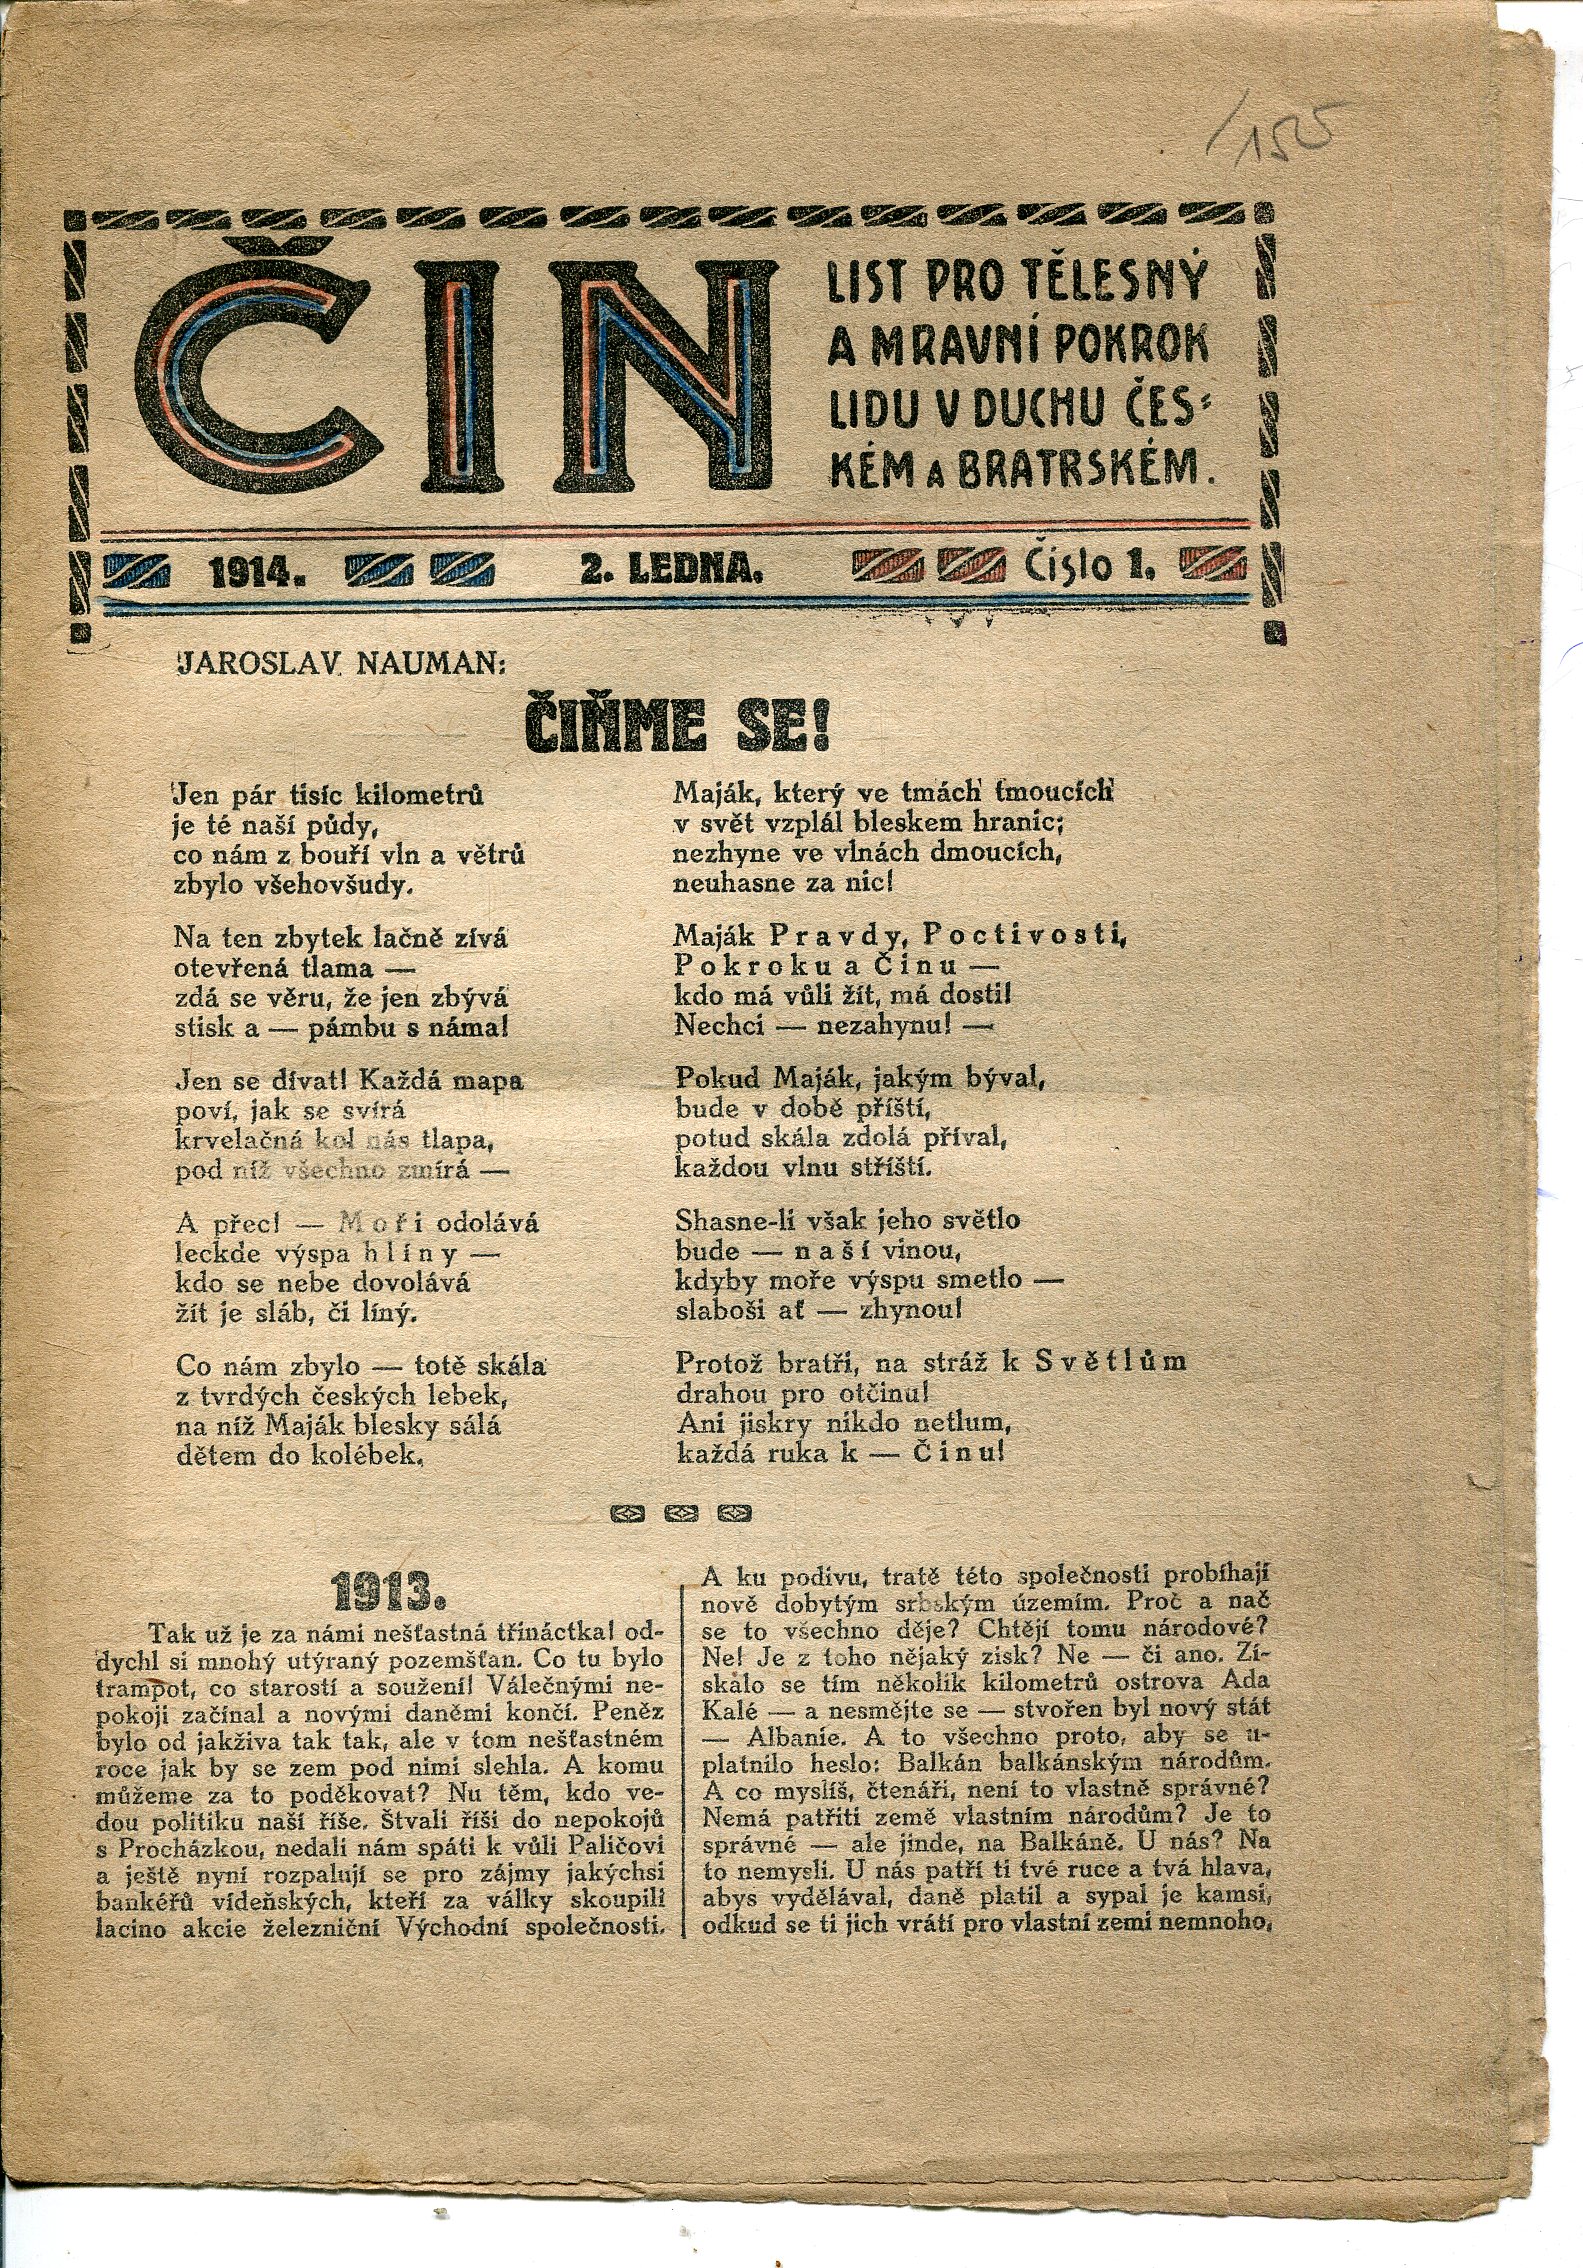 /155
ČIN
LIST PRO TĚLESNÝ
A MRAVNÍ POKROK
LIDU V DUCHU ČES-
KÉM A BRATRSKÉM.
1914. 2. LEDNA. Číslo 1.
JAROSLAV NAUMAN:
ČIŇME SE!
Jen pár tisíc kilometrů
je té naší půdy,
co nám z bouří vln a větrů
zbylo všehovšudy.
Na ten zbytek lačně zívá
otevřená tlama —
zdá se věru, že jen zbývá
stisk a — pámbu s náma!
Jen se dívat! Každá mapa
poví, jak se svírá
krvelačná kol nás tlapa,
pod níž všechno zmírá —
A přec! — Moři odolává
leckde výspa hlíny —
kdo se nebe dovolává
žít je sláb, či líný.
Co nám zbylo — totě skála
z tvrdých českých lebek,
na níž Maják blesky sálá
dětem do kolébek.
Maják, který ve tmách tmoucích
v svět vzplál bleskem hranic;
nezhyne ve vlnách dmoucích,
neuhasne za nic!
Maják Pravdy, Poctivosti,
Pokroku a Činu —
kdo má vůli žít, má dosti!
Nechci — nezahynu! —
Pokud Maják, jakým býval,
bude v době příští,
potud skála zdolá příval,
každou vlnu stříští.
Shasne-li však jeho světlo
bude — naší vinou,
kdyby moře výspu smetlo —
slaboši ať — zhynou!
Protož bratři, na stráž k Světlům
drahou pro otčinu!
Ani jiskry nikdo netlum,
každá ruka k — Činu!
1913.
Tak už je za námi nešťastná třináctka! od-
dychl si mnohý utýraný pozemšťan. Co tu bylo
trampot, co starostí a soužení! Válečnými ne-
pokoji začínal a novými daněmi končí. Peněz
bylo od jakživa tak tak, ale v tom nešťastném
roce jak by se zem pod nimi slehla. A komu
můžeme za to poděkovat? Nu těm, kdo ve-
dou politiku naší říše. Štvali říši do nepokojů
s Procházkou, nedali nám spáti k vůli Paličovi
a ještě nyní rozpalují se pro zájmy jakýchsi
bankéřů vídeňských, kteří za války skoupili
lacino akcie železniční Východní společnosti.
A ku podivu, tratě této společnosti probíhají
nově dobytým srbským územím. Proč a nač
se to všechno děje? Chtějí tomu národové?
Ne! Je z toho nějaký zisk? Ne — či ano. Zí-
skálo se tím několik kilometrů ostrova Ada
Kalé — a nesmějte se — stvořen byl nový stát
— Albanie. A to všechno proto, aby se u-
platnilo heslo: Balkán balkánským národům.
A co myslíš, čtenáři, není to vlastně správné?
Nemá patřiti země vlastním národům? Je to
správné — ale jinde, na Balkáně. U nás? Na
to nemysli. U nás patří ti tvé ruce a tvá hlava,
abys vydělával, daně platil a sypal je kamsi,
odkud se ti jich vrátí pro vlastní zemi nemnoho,